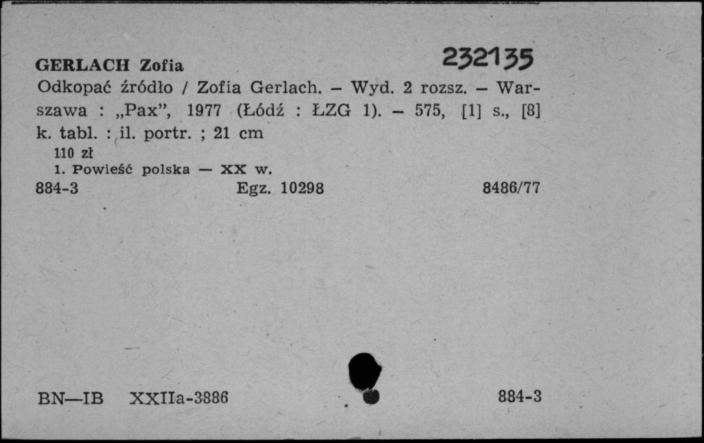 232135
GERLACH Zofia
Odkopać źródło / Zofia Gerlach. – Wyd. 2 rozsz. – War-
szawa : „Pax”, 1977 (Łódź : ŁZG 1). – 575, [1] s., [8]
k. tabl. : il. portr. ; 21 cm
110 zł
1. Powieść polska — XX w.
884-3 Egz. 10298 8486/77
BN—IB XXIIa-3886 884-3